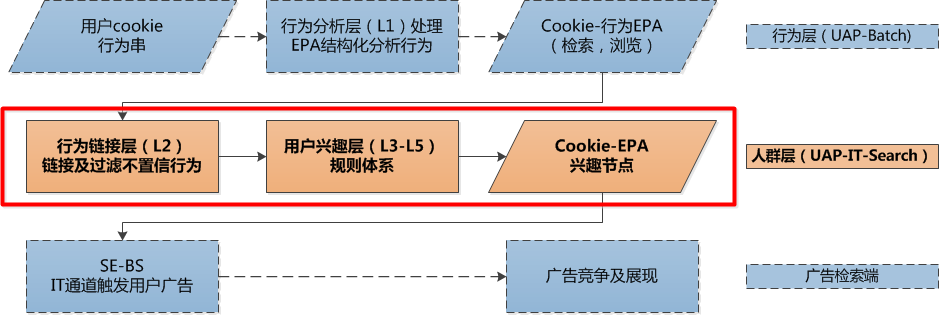 用户cookie
行为串
行为分析层（L1）处理
EPA结构化分析行为
Cookie-行为EPA
（检索，浏览）
行为层（UAP-Batch)
行为链接层（L2）
链接及过滤不置信行为
用户兴趣层（L3-L5）
规则体系
Cookie-EPA
兴趣节点
人群层（UAP-IT-Search）
SE-BS
IT通道触发用户广告
广告竞争及展现
广告检索端